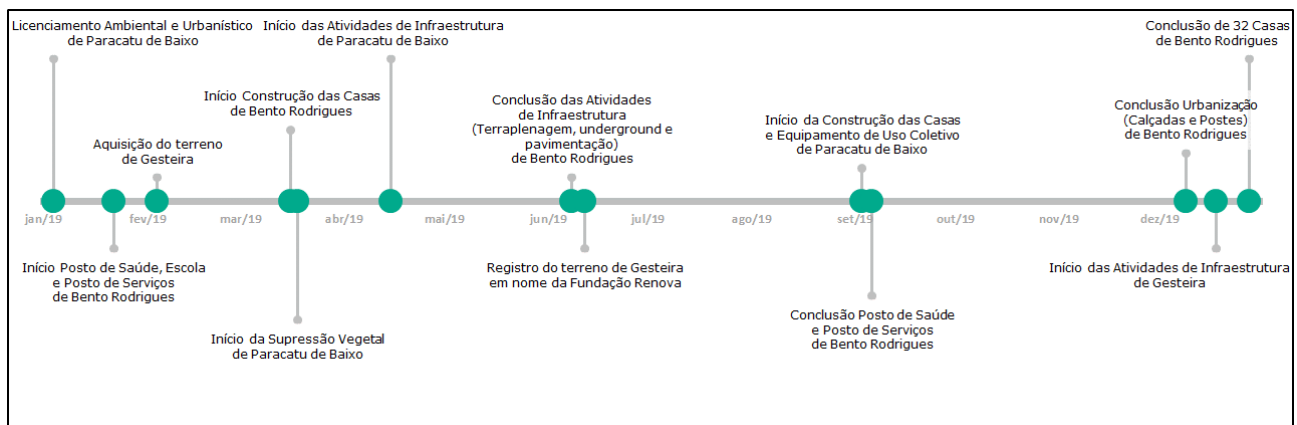 Licenciamento Ambiental e Urbanístico
de Paracatu de Baixo
Início das Atividades de Infraestrutura
de Paracatu de Baixo
Conclusão de 32 Casas
de Bento Rodrigues
Início Construção das Casas
de Bento Rodrigues
Conclusão das Atividades
de Infraestrutura
(Terraplenagem, underground e
pavimentação)
de Bento Rodrigues
Conclusão Urbanização
(Calçadas e Postes)
de Bento Rodrigues
Início da Construção das Casas
e Equipamento de Uso Coletivo
de Paracatu de Baixo
Aquisição do terreno
de Gesteira
jan/19
fev/19
mar/19
abr/19
mai/19
jun/19
jul/19
ago/19
set/19
out/19
nov/19
dez/19
Início Posto de Saúde, Escola
e Posto de Serviços
de Bento Rodrigues
Registro do terreno de Gesteira
em nome da Fundação Renova
Início das Atividades de Infraestrutura
de Gesteira
Conclusão Posto de Saúde
e Posto de Serviços
de Bento Rodrigues
Início da Supressão Vegetal
de Paracatu de Baixo